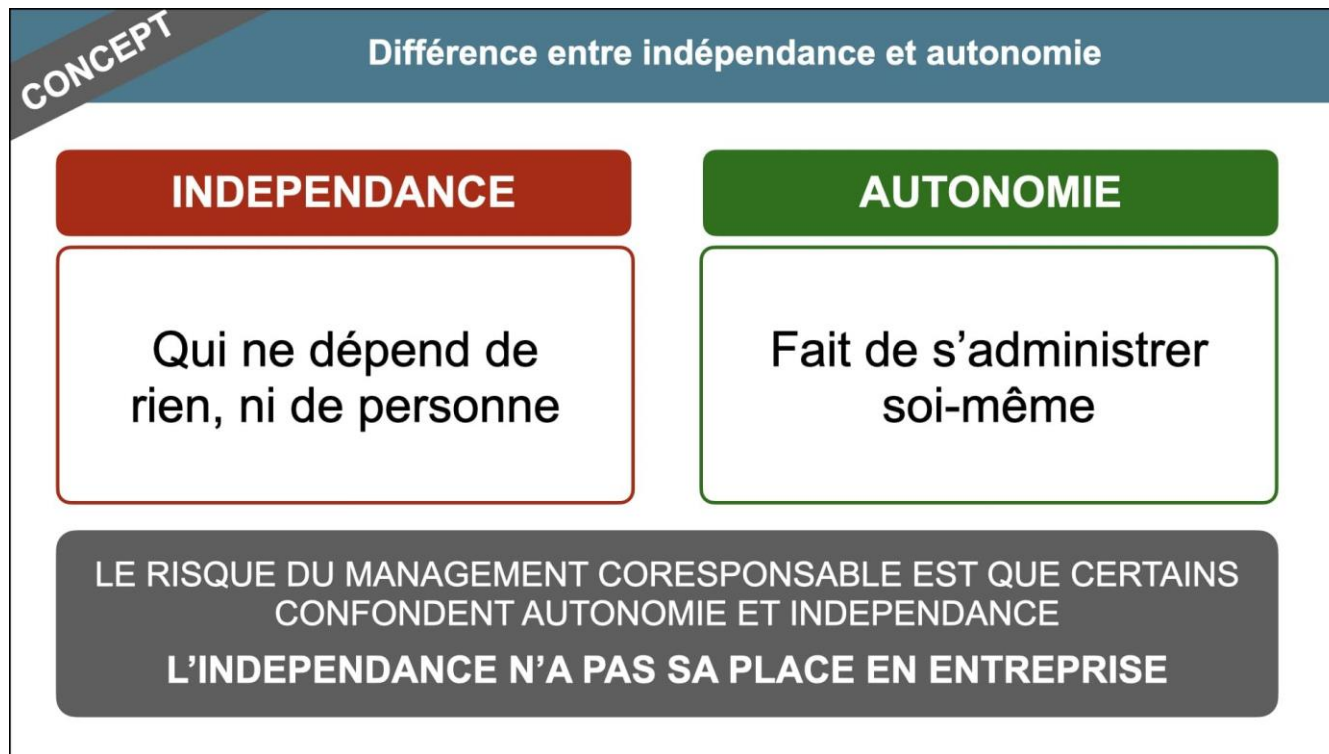 CONCEPT
Différence entre indépendance et autonomie
INDEPENDANCE
Qui ne dépend de
rien, ni de personne
AUTONOMIE
Fait de s’administrer
soi-même
LE RISQUE DU MANAGEMENT CORESPONSABLE EST QUE CERTAINS
CONFONDENT AUTONOMIE ET INDEPENDANCE
L’INDEPENDANCE N’A PAS SA PLACE EN ENTREPRISE